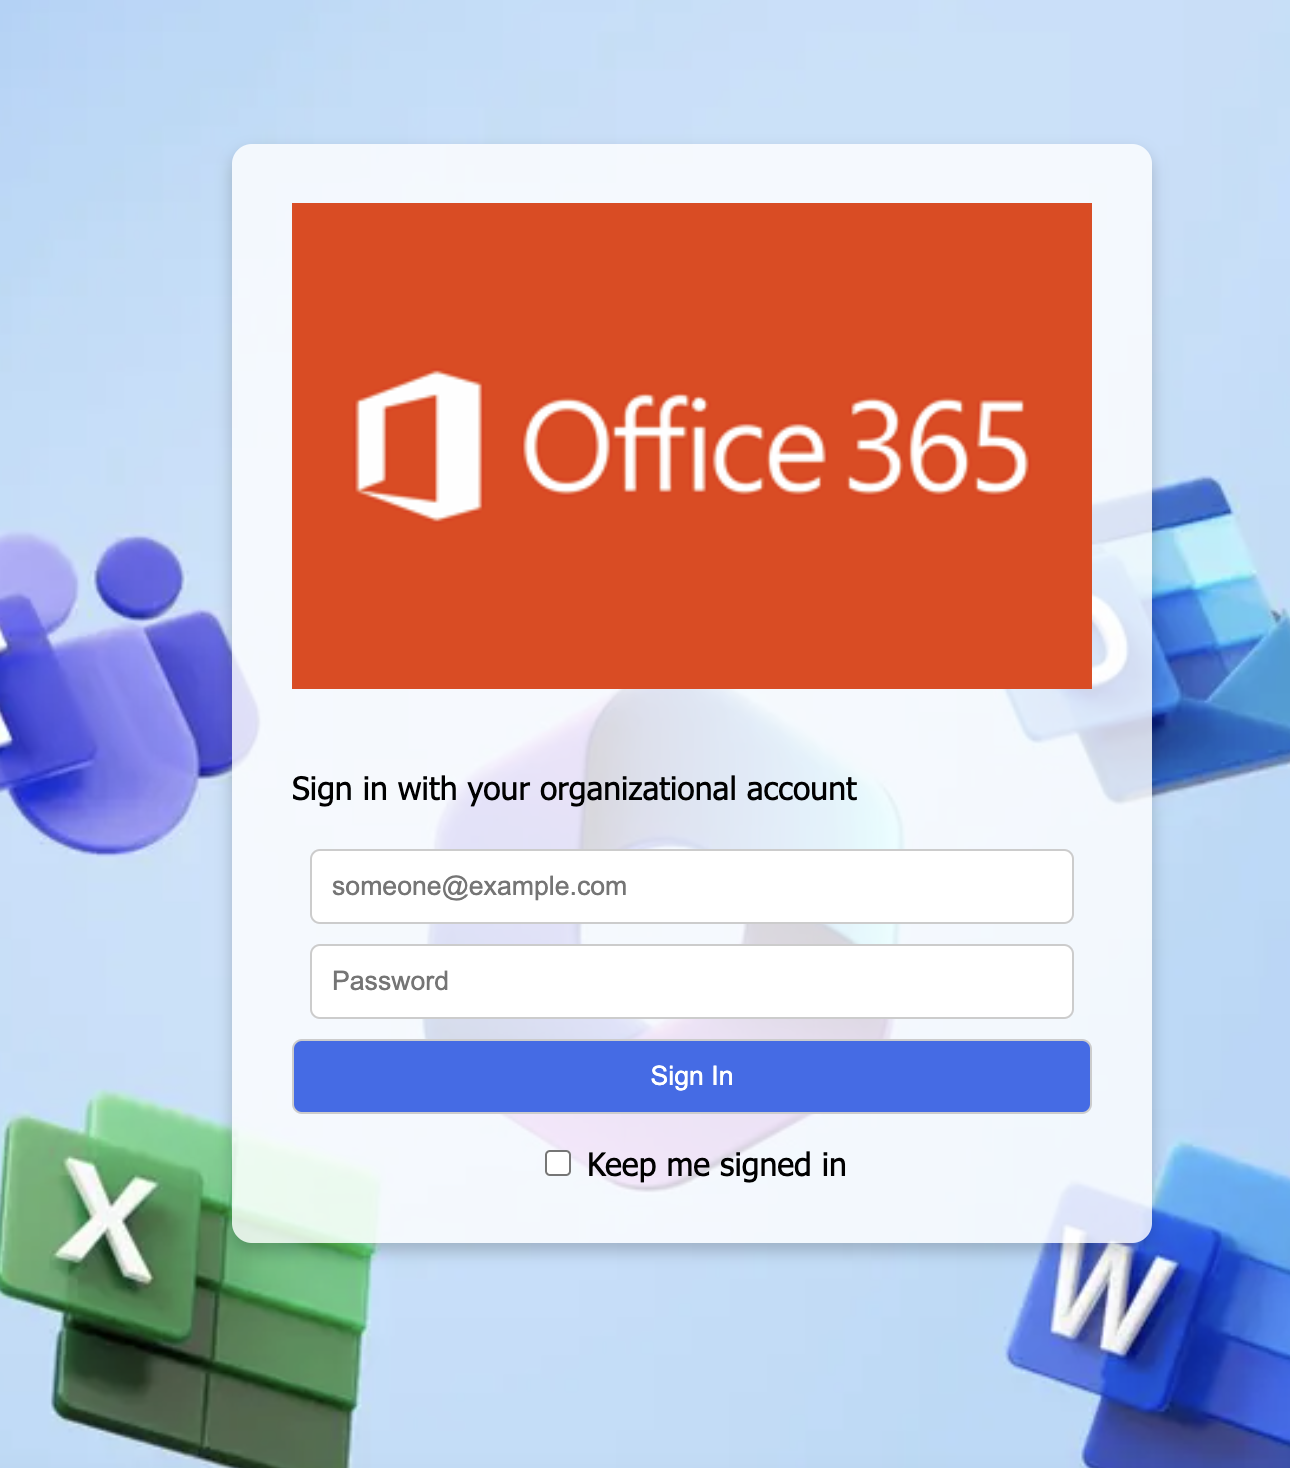 Office 365
Sign in with your organizational account
someone@example.com
Password
Sign In
Keep me signed in
X
W